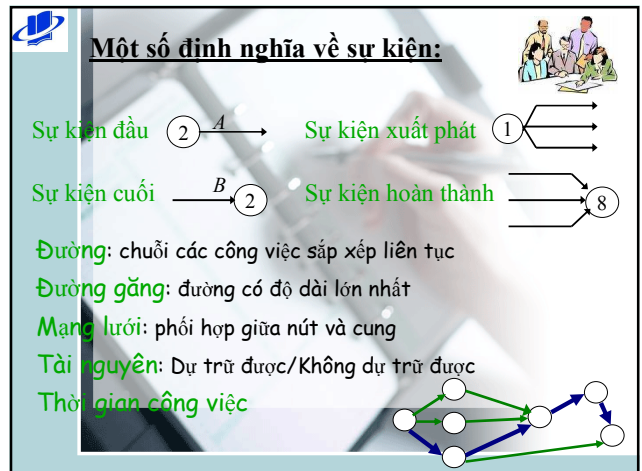 Một số định nghĩa về sự kiện:
Sự kiện đầu 2 A Sự kiện xuất phát 1
Sự kiện cuối B 2 Sự kiện hoàn thành 8
Đường: chuỗi các công việc sắp xếp liên tục
Đường găng: đường có độ dài lớn nhất
Mạng lưới: phối hợp giữa nút và cung
Tài nguyên: Dự trữ được/Không dự trữ được
Thời gian công việc